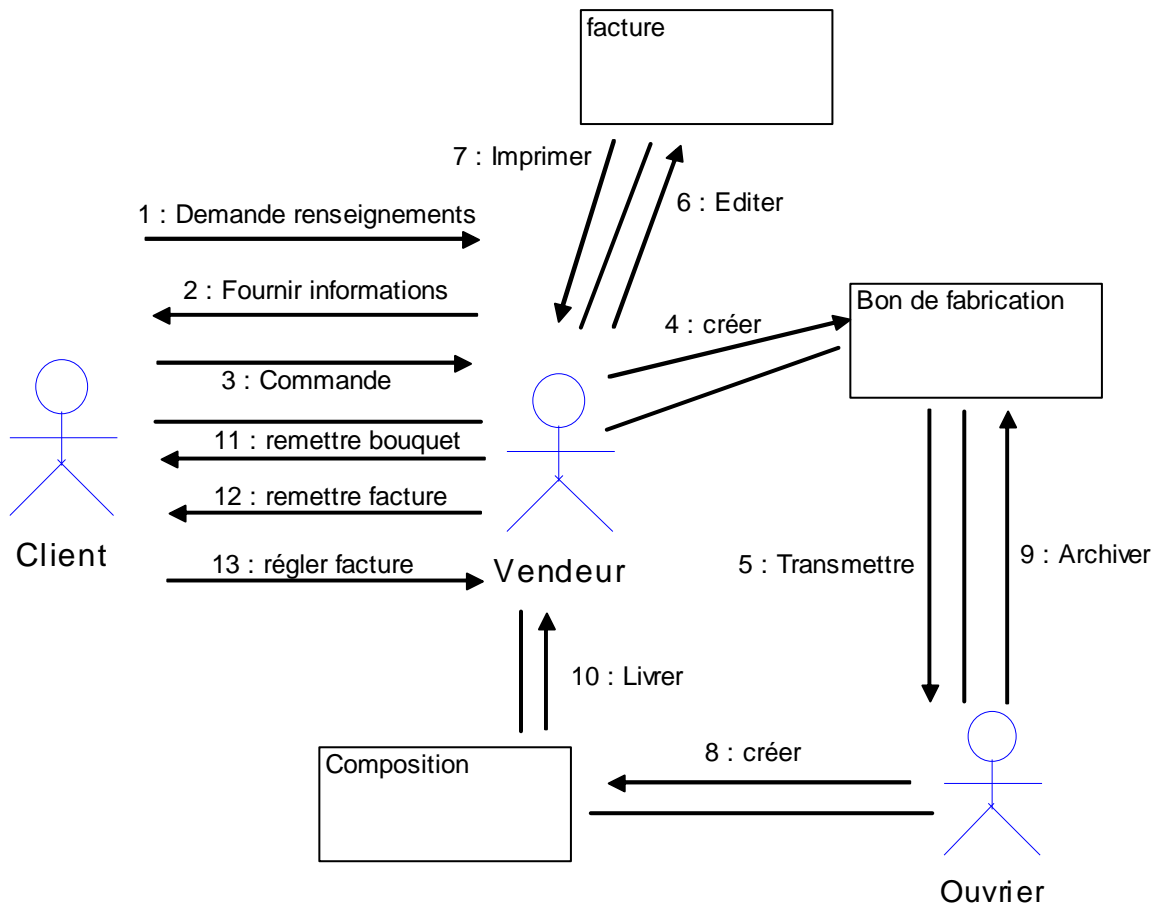 facture
7 : Imprimer
6 : Editer
1 : Demande renseignements
2 : Fournir informations
Bon de fabrication
4 : créer
3 : Commande
11 : remettre bouquet
12 : remettre facture
Client
13 : régler facture
Vendeur
5 : Transmettre
9 : Archiver
10 : Livrer
Composition
8 : créer
Ouvrier